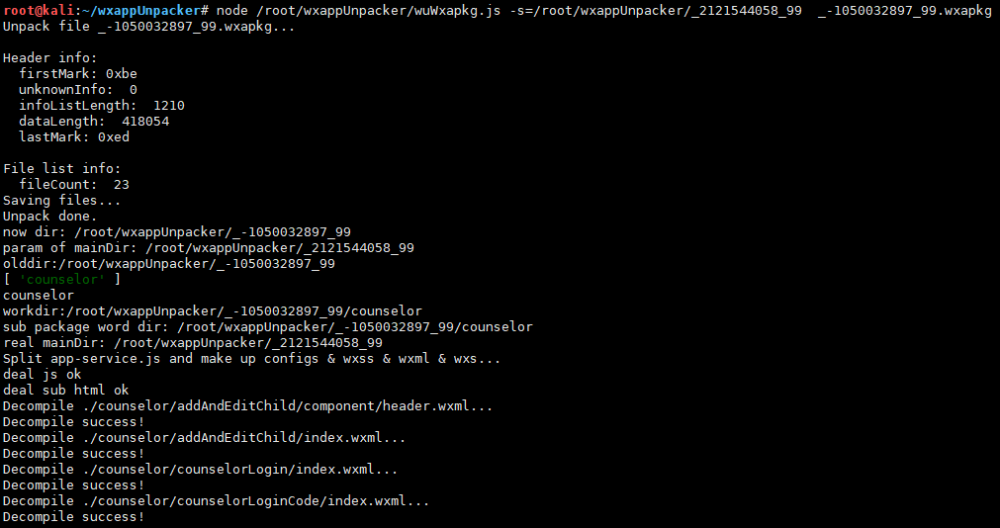 root@kali:~/wxappUnpacker# node /root/wxappUnpacker/wuWxapkg.js -s=/root/wxappUnpacker/_2121544058_99  _-1050032897_99.wxapkg
Unpack file _-1050032897_99.wxapkg...
Header info:
  firstMark: 0xbe
  unknownInfo:  0
  infoListLength:  1210
  dataLength:  418054
  lastMark: 0xed
File list info:
  fileCount:  23
Saving files...
Unpack done.
now dir: /root/wxappUnpacker/_-1050032897_99
param of mainDir: /root/wxappUnpacker/_2121544058_99
olddir:/root/wxappUnpacker/_-1050032897_99
[ 'counselor' ]
counselor
workdir:/root/wxappUnpacker/_-1050032897_99/counselor
sub package word dir: /root/wxappUnpacker/_-1050032897_99/counselor
real mainDir: /root/wxappUnpacker/_2121544058_99
Split app-service.js and make up configs & wxss & wxml & wxs...
deal js ok
deal sub html ok
Decompile ./counselor/addAndEditChild/component/header.wxml...
Decompile success!
Decompile ./counselor/addAndEditChild/index.wxml...
Decompile success!
Decompile ./counselor/counselorLogin/index.wxml...
Decompile success!
Decompile ./counselor/counselorLoginCode/index.wxml...
Decompile success!